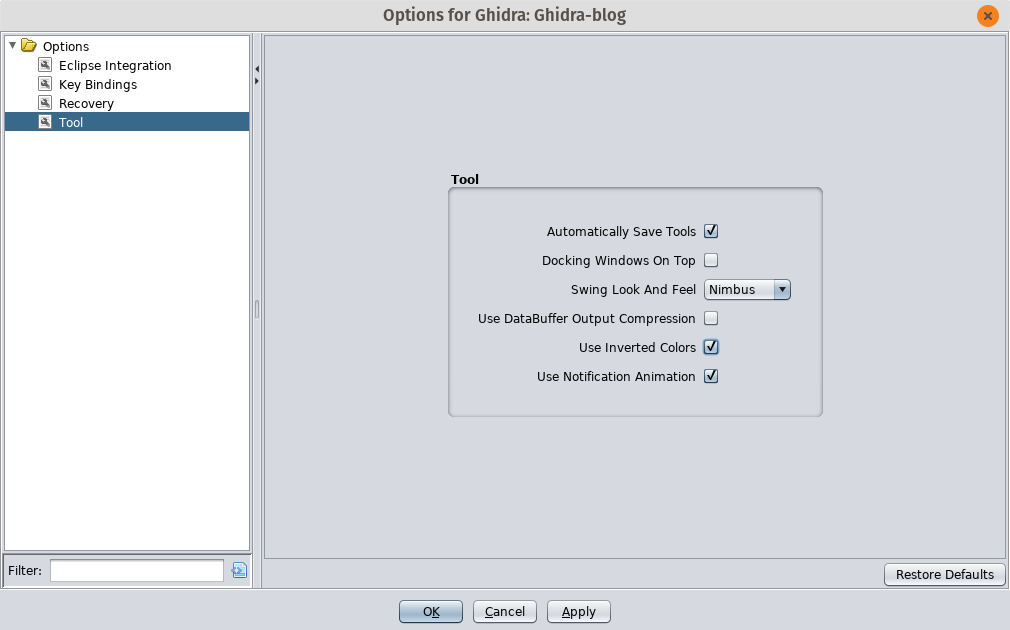 Options for Ghidra: Ghidra-blog
Options
Eclipse Integration
Key Bindings
Recovery
Tool
Tool
Automatically Save Tools
Docking Windows On Top
Swing Look And Feel Nimbus
Use DataBuffer Output Compression
Use Inverted Colors
Use Notification Animation
Filter:
Restore Defaults
OK Cancel Apply